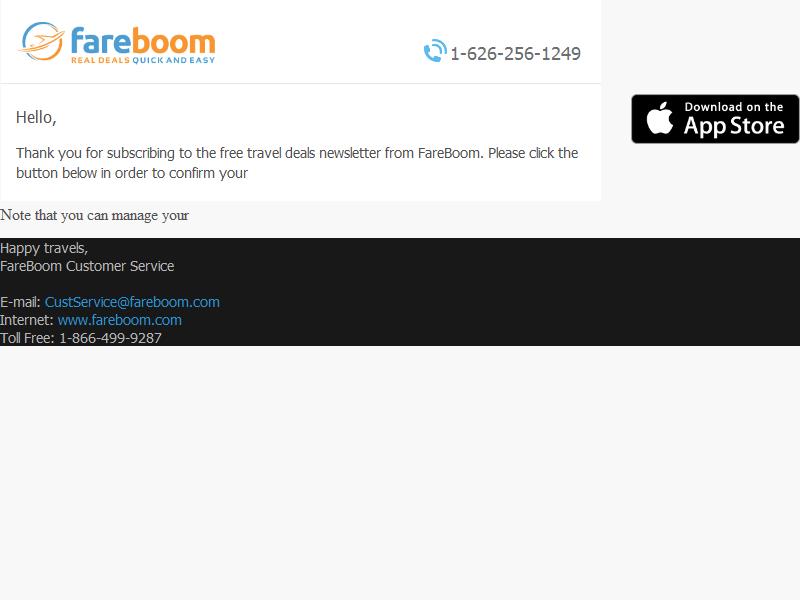 fareboom
REAL DEALS QUICK AND EASY
1-626-256-1249
Download on the
App Store
Hello,
Thank you for subscribing to the free travel deals newsletter from FareBoom. Please click the
button below in order to confirm your
Note that you can manage your
Happy travels,
FareBoom Customer Service
E-mail: CustService@fareboom.com
Internet: www.fareboom.com
Toll Free: 1-866-499-9287